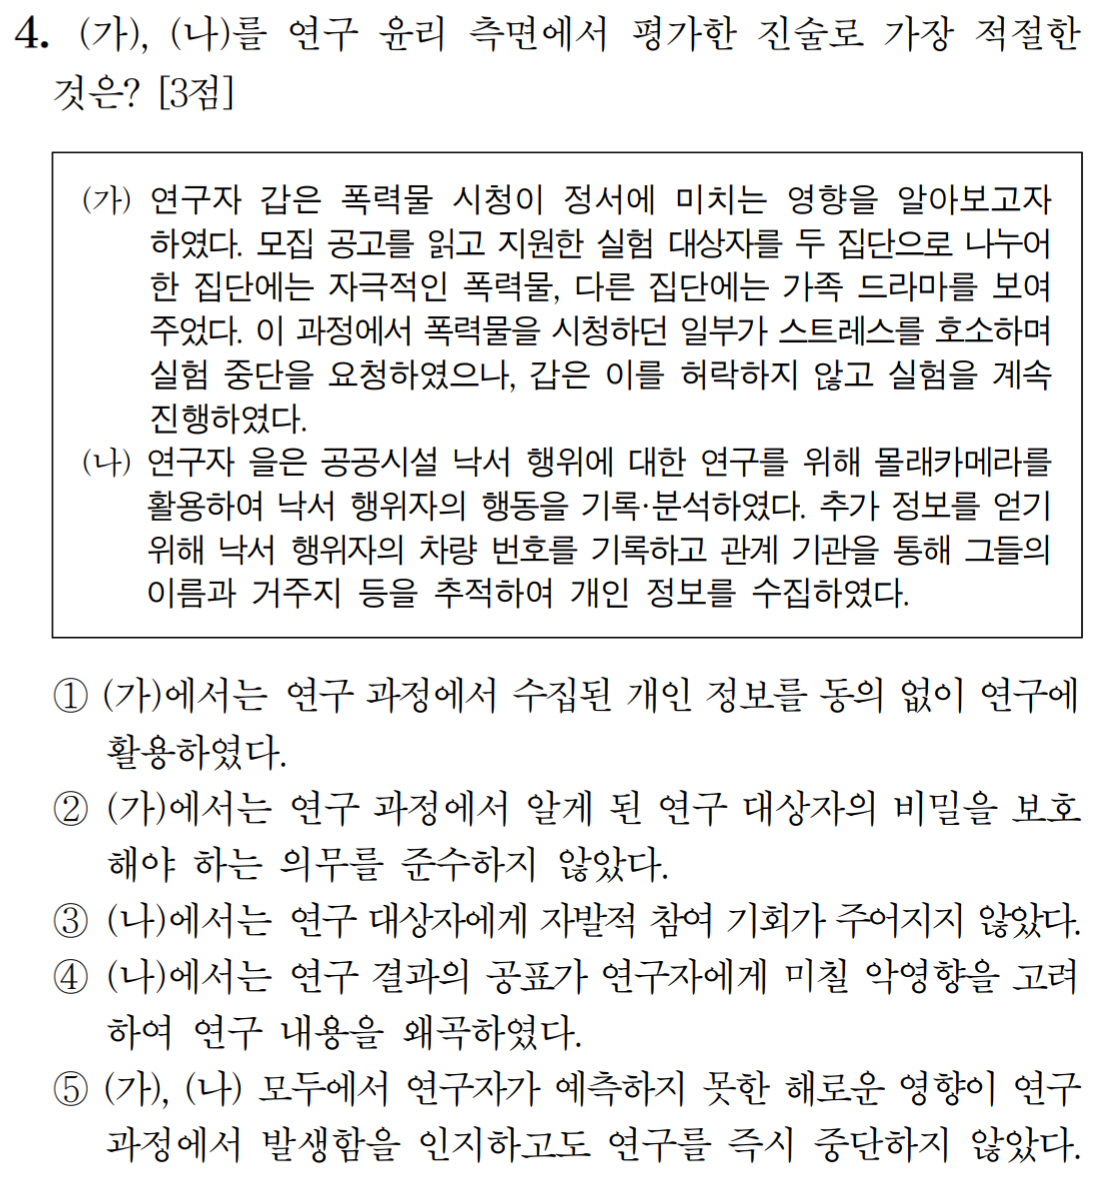 4. (가), (나)를 연구 윤리 측면에서 평가한 진술로 가장 적절한
것은? [3점]
(가) 연구자 갑은 폭력물 시청이 정서에 미치는 영향을 알아보고자
하였다. 모집 공고를 읽고 지원한 실험 대상자를 두 집단으로 나누어
한 집단에는 자극적인 폭력물, 다른 집단에는 가족 드라마를 보여
주었다. 이 과정에서 폭력물을 시청하던 일부가 스트레스를 호소하며
실험 중단을 요청하였으나, 갑은 이를 허락하지 않고 실험을 계속
진행하였다.
(나) 연구자 을은 공공시설 낙서 행위에 대한 연구를 위해 몰래카메라를
활용하여 낙서 행위자의 행동을 기록·분석하였다. 추가 정보를 얻기
위해 낙서 행위자의 차량 번호를 기록하고 관계 기관을 통해 그들의
이름과 거주지 등을 추적하여 개인 정보를 수집하였다.
① (가)에서는 연구 과정에서 수집된 개인 정보를 동의 없이 연구에
활용하였다.
② (가)에서는 연구 과정에서 알게 된 연구 대상자의 비밀을 보호
해야 하는 의무를 준수하지 않았다.
③ (나)에서는 연구 대상자에게 자발적 참여 기회가 주어지지 않았다.
④ (나)에서는 연구 결과의 공표가 연구자에게 미칠 악영향을 고려
하여 연구 내용을 왜곡하였다.
⑤ (가), (나) 모두에서 연구자가 예측하지 못한 해로운 영향이 연구
과정에서 발생함을 인지하고도 연구를 즉시 중단하지 않았다.